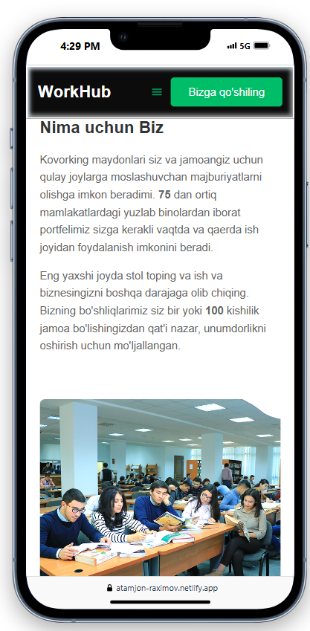 4:29 PM
5G
WorkHub
Bizga qo'shiling
Nima uchun Biz
Kovorking maydonlari siz va jamoangiz uchun
qulay joylarga moslashuvchan majburiyatlarni
olishga imkon beradimi. 75 dan ortiq
mamlakatlardagi yuzlab binolardan iborat
portfelimiz sizga kerakli vaqtda va qaerda ish
joyidan foydalanish imkonini beradi.
Eng yaxshi joyda stol toping va ish va
biznesingizni boshqa darajaga olib chiqing.
Bizning bo'shliqlarimiz siz bir yoki 100 kishilik
jamoa bo'lishingizdan qat'i nazar, unumdorlikni
oshirish uchun mo'ljallangan.
atamjon-raximov.netlify.app